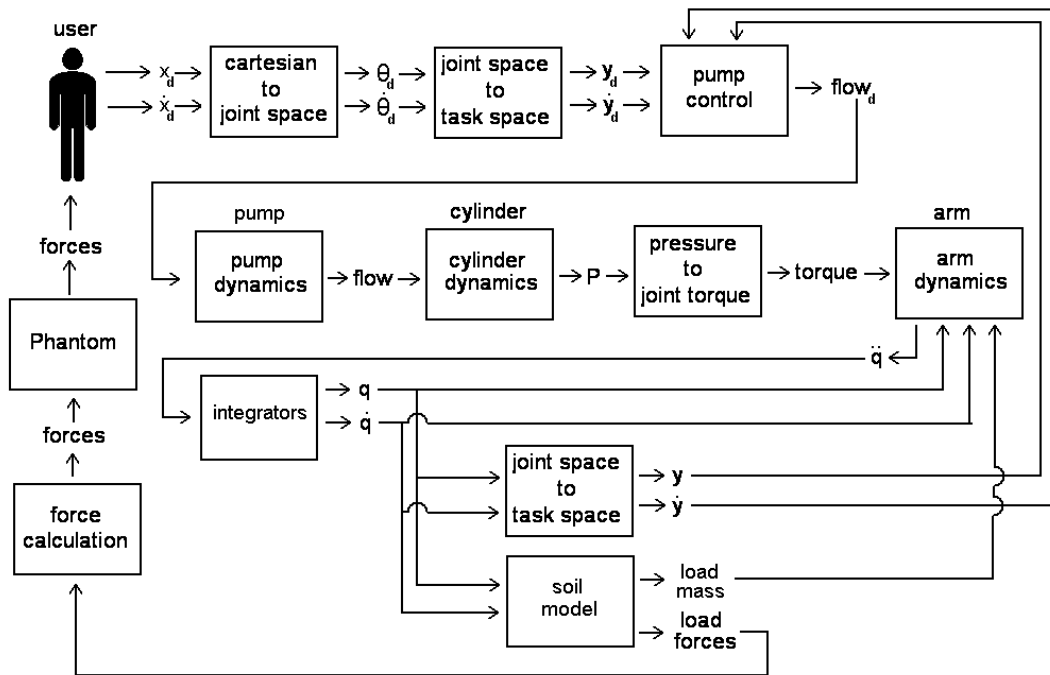 user
x_d
ẋ_d
cartesian
to
joint space
θ_d
θ̇_d
joint space
to
task space
y_d
ẏ_d
pump
control
flow_d
pump
pump
dynamics
flow
cylinder
cylinder
dynamics
P
pressure
to
joint torque
torque
arm
arm
dynamics
q̈
forces
Phantom
forces
force
calculation
integrators
q
q̇
joint space
to
task space
y
ẏ
soil
model
load
mass
load
forces